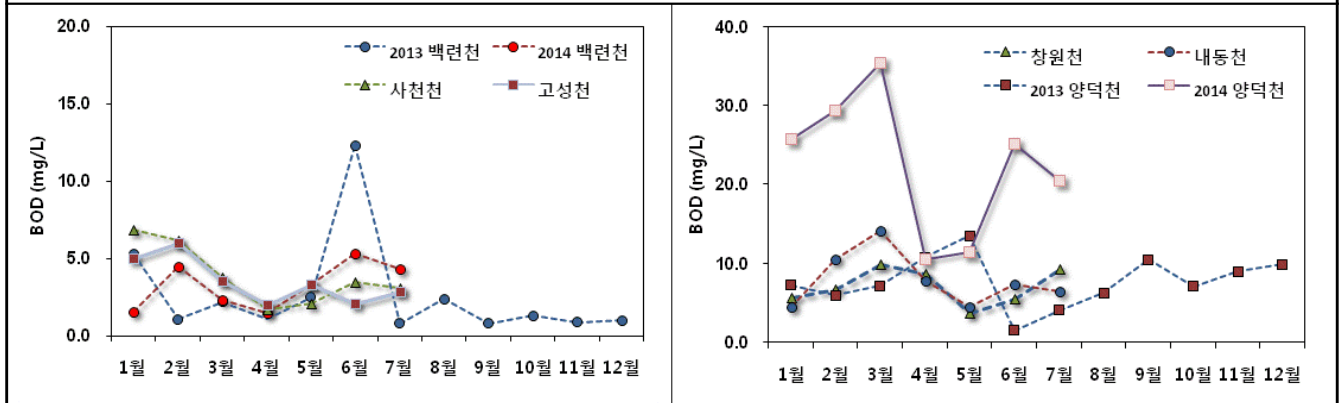 20.0
15.0
10.0
5.0
0.0
BOD (mg/L)
2013 백련천
2014 백련천
사천천
고성천
1월 2월 3월 4월 5월 6월 7월 8월 9월 10월 11월 12월
40.0
30.0
20.0
10.0
0.0
BOD (mg/L)
창원천
내동천
2013 양덕천
2014 양덕천
1월 2월 3월 4월 5월 6월 7월 8월 9월 10월 11월 12월